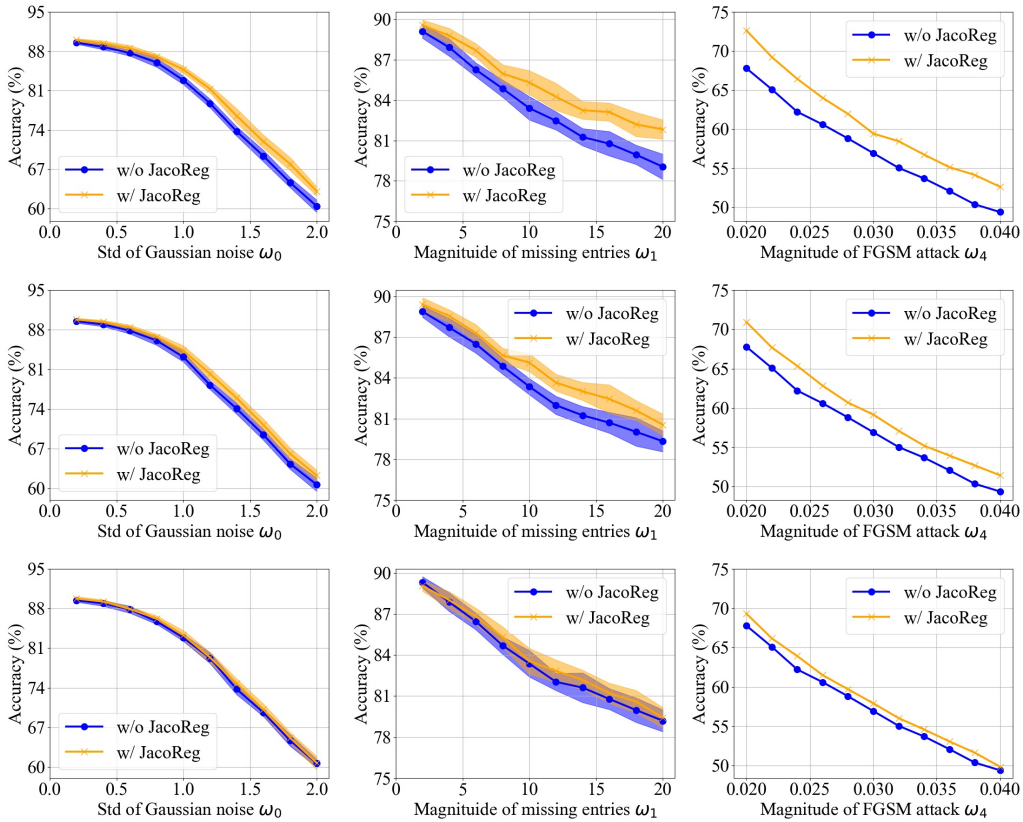 95
88
81
74
67
60
Accuracy (%)
w/o JacoReg
w/ JacoReg
0.0 0.5 1.0 1.5 2.0
Std of Gaussian noise ω₀
90
87
84
81
78
75
Accuracy (%)
w/o JacoReg
w/ JacoReg
0 5 10 15 20
Magnituide of missing entries ω₁
75
70
65
60
55
50
Accuracy (%)
w/o JacoReg
w/ JacoReg
0.020 0.025 0.030 0.035 0.040
Magnitude of FGSM attack ω₄
95
88
81
74
67
60
Accuracy (%)
w/o JacoReg
w/ JacoReg
0.0 0.5 1.0 1.5 2.0
Std of Gaussian noise ω₀
90
87
84
81
78
75
Accuracy (%)
w/o JacoReg
w/ JacoReg
0 5 10 15 20
Magnituide of missing entries ω₁
75
70
65
60
55
50
Accuracy (%)
w/o JacoReg
w/ JacoReg
0.020 0.025 0.030 0.035 0.040
Magnitude of FGSM attack ω₄
95
88
81
74
67
60
Accuracy (%)
w/o JacoReg
w/ JacoReg
0.0 0.5 1.0 1.5 2.0
Std of Gaussian noise ω₀
90
87
84
81
78
75
Accuracy (%)
w/o JacoReg
w/ JacoReg
0 5 10 15 20
Magnituide of missing entries ω₁
75
70
65
60
55
50
Accuracy (%)
w/o JacoReg
w/ JacoReg
0.020 0.025 0.030 0.035 0.040
Magnitude of FGSM attack ω₄